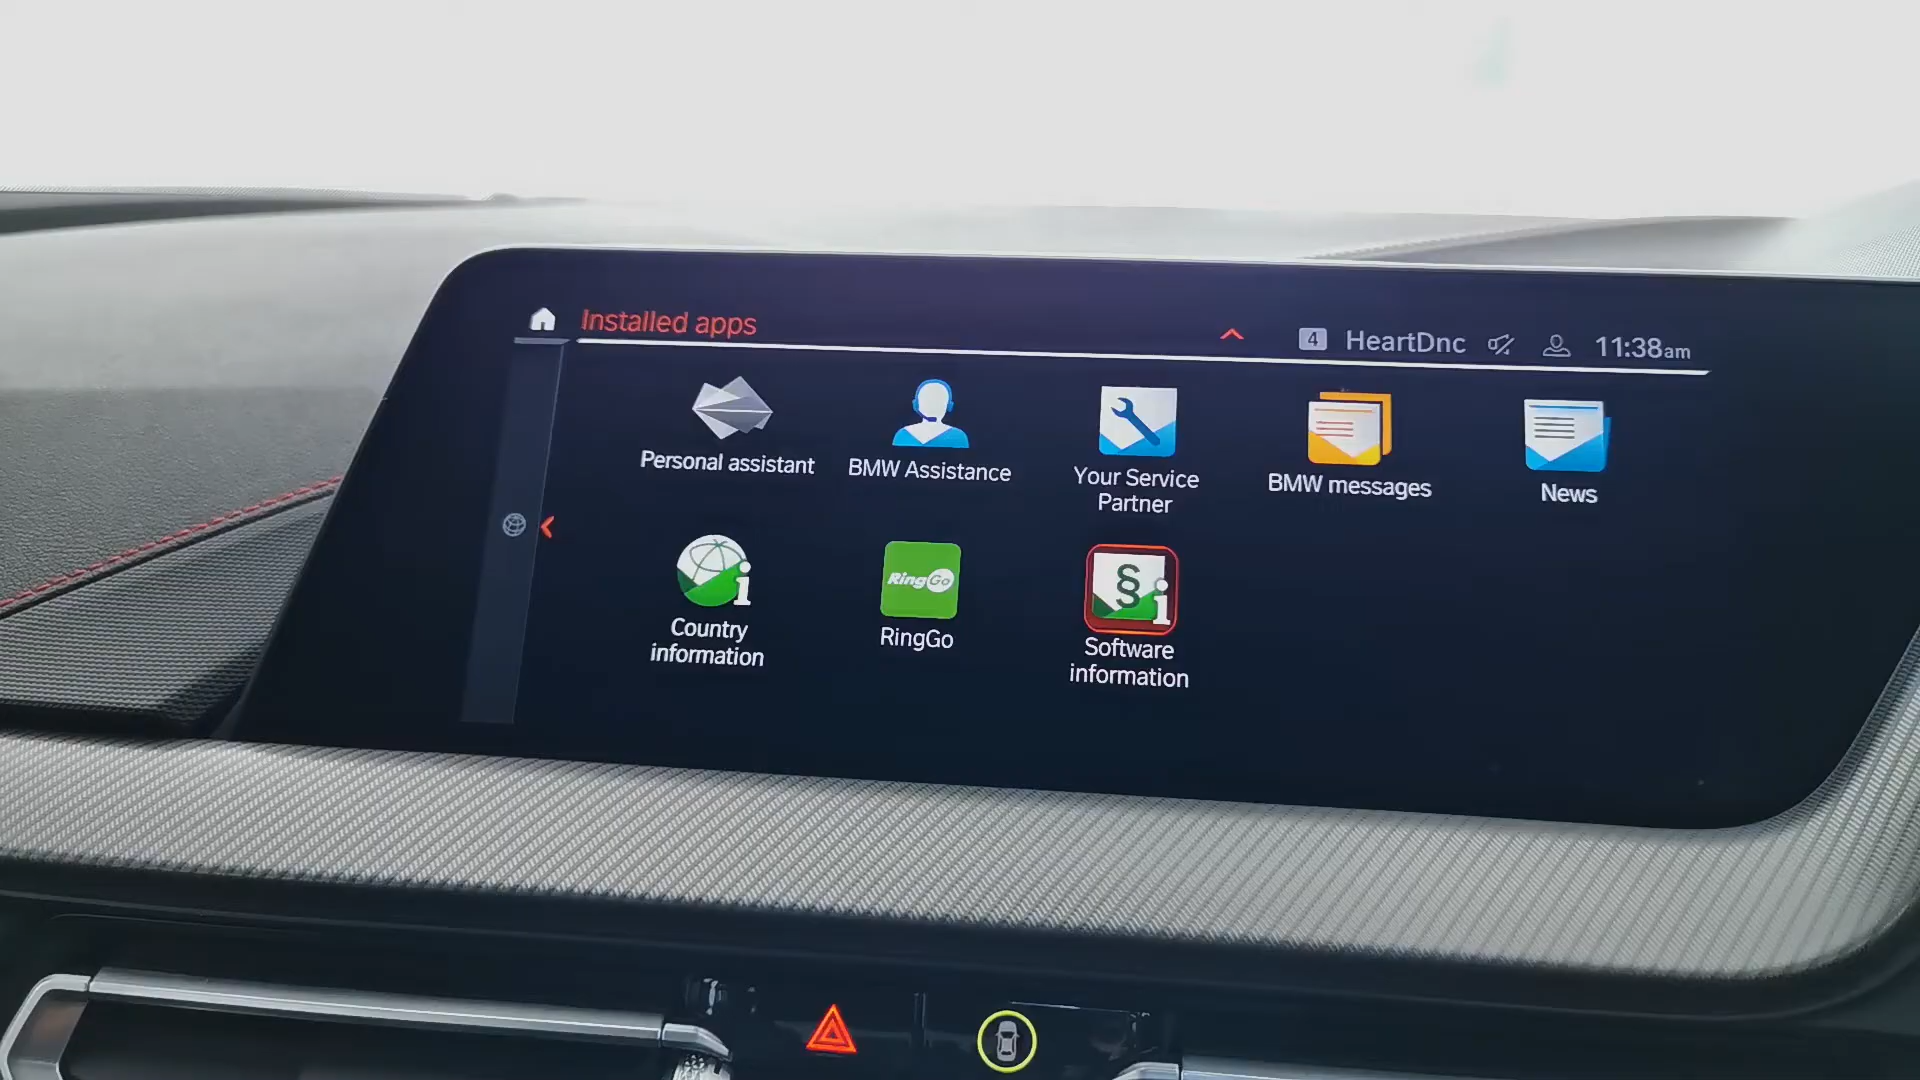 Installed apps
4 HeartDnc 11:38am
Personal assistant
BMW Assistance
Your Service
Partner
BMW messages
News
Country
information
RingGo
RingGo
§ i
Software
information